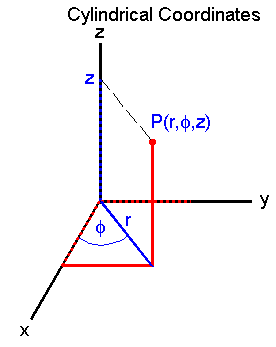 Cylindrical Coordinates
z
z
P(r,ϕ,z)
y
ϕ
r
x